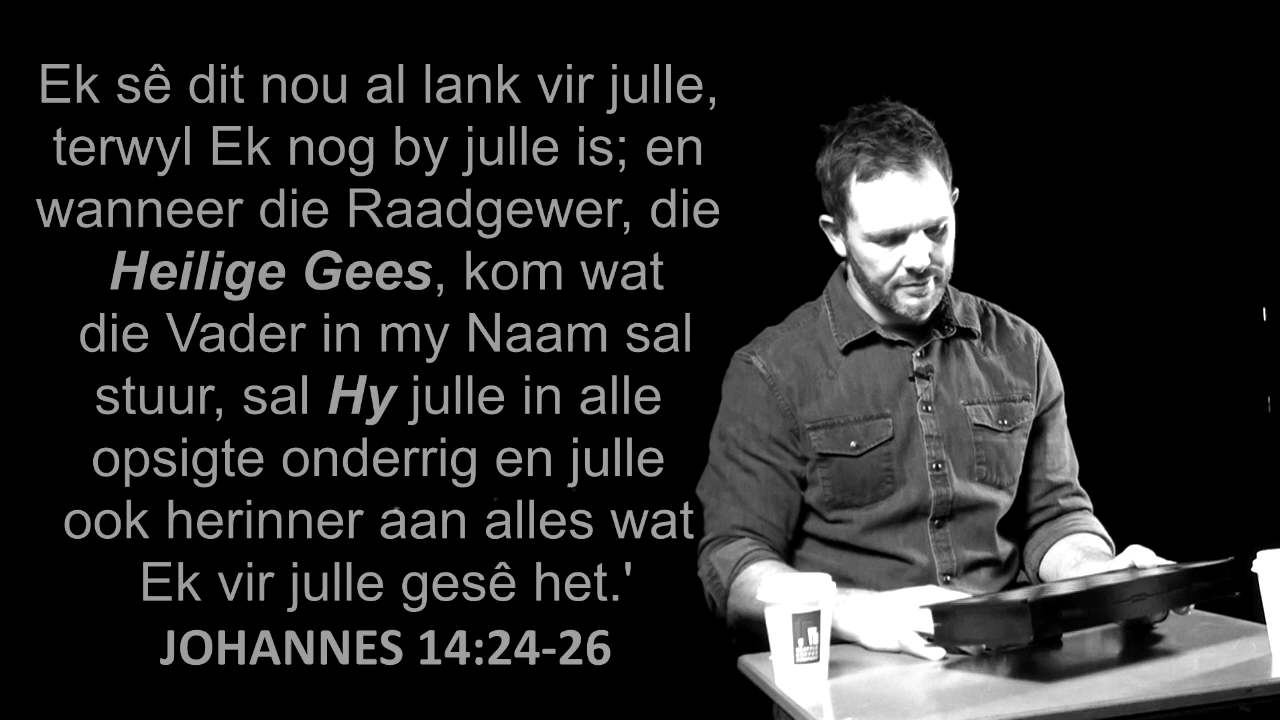 Ek sê dit nou al lank vir julle,
terwyl Ek nog by julle is; en
wanneer die Raadgewer, die
Heilige Gees, kom wat
die Vader in my Naam sal
stuur, sal Hy julle in alle
opsigte onderrig en julle
ook herinner aan alles wat
Ek vir julle gesê het.'
JOHANNES 14:24-26